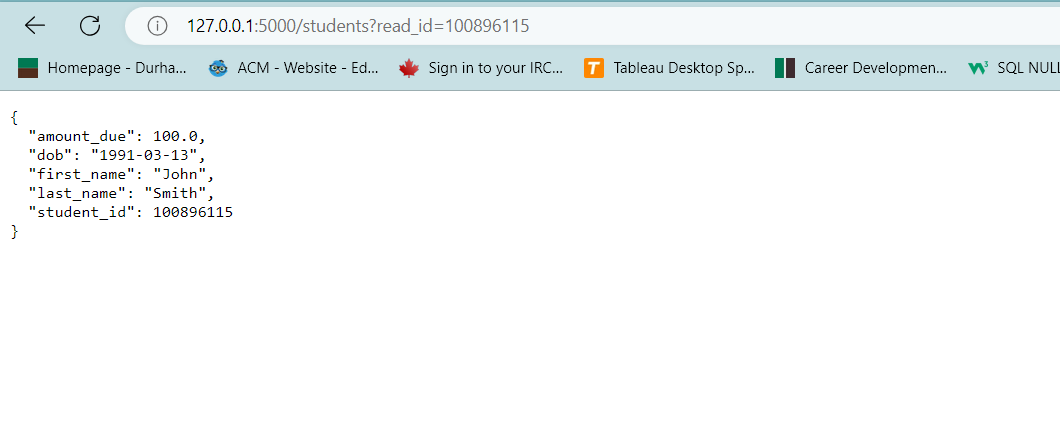 127.0.0.1:5000/students?read_id=100896115
Homepage - Durha... ACM - Website - Ed... Sign in to your IRC... T Tableau Desktop Sp... Career Developmen... W3 SQL NULL
{
  "amount_due": 100.0,
  "dob": "1991-03-13",
  "first_name": "John",
  "last_name": "Smith",
  "student_id": 100896115
}